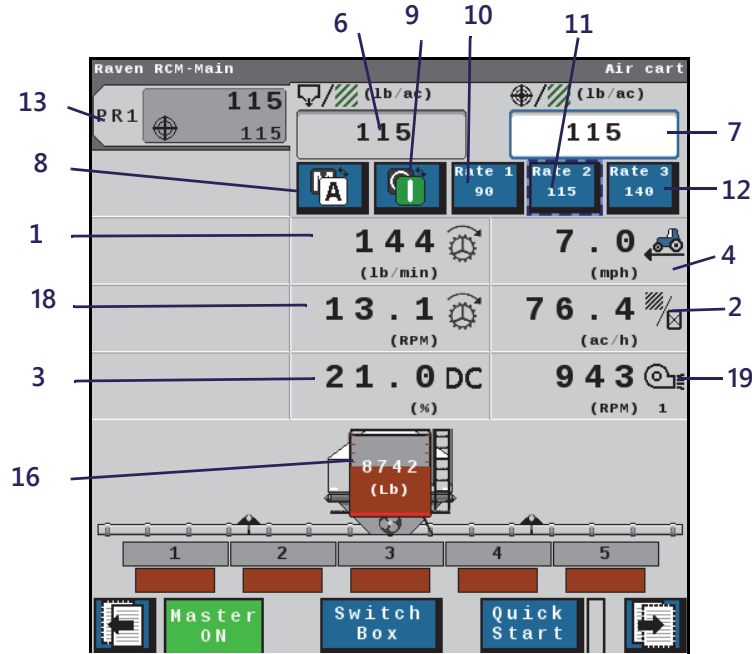 6 9 10 11
Raven RCM-Main Air cart
13 PR1 115 115
(lb/ac) (lb/ac)
115 115 7
8 A I Rate 1 90 Rate 2 115 Rate 3 140 12
1 144 (lb/min) 7.0 (mph) 4
18 13.1 (RPM) 76.4 (ac/h) 2
3 21.0 DC (%) 943 (RPM) 1 19
16 8742 (Lb)
1 2 3 4 5
Master ON Switch Box Quick Start